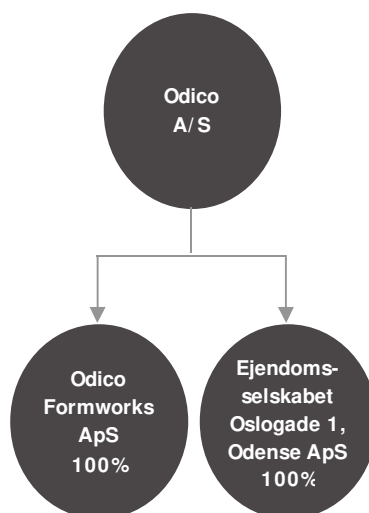 Odico
A/S
Odico
Formworks
ApS
100%
Ejendoms-
selskabet
Oslogade 1,
Odense ApS
100%